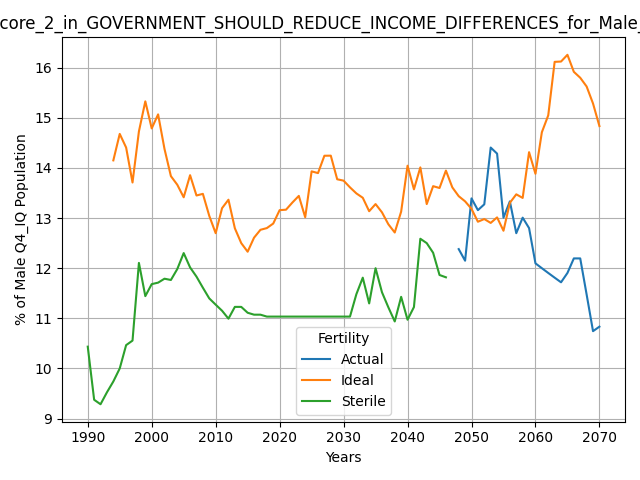 core_2_in_GOVERNMENT_SHOULD_REDUCE_INCOME_DIFFERENCES_for_Male_
16
15
14
13
12
11
10
9
% of Male Q4_IQ Population
Fertility
Actual
Ideal
Sterile
1990 2000 2010 2020 2030 2040 2050 2060 2070
Years